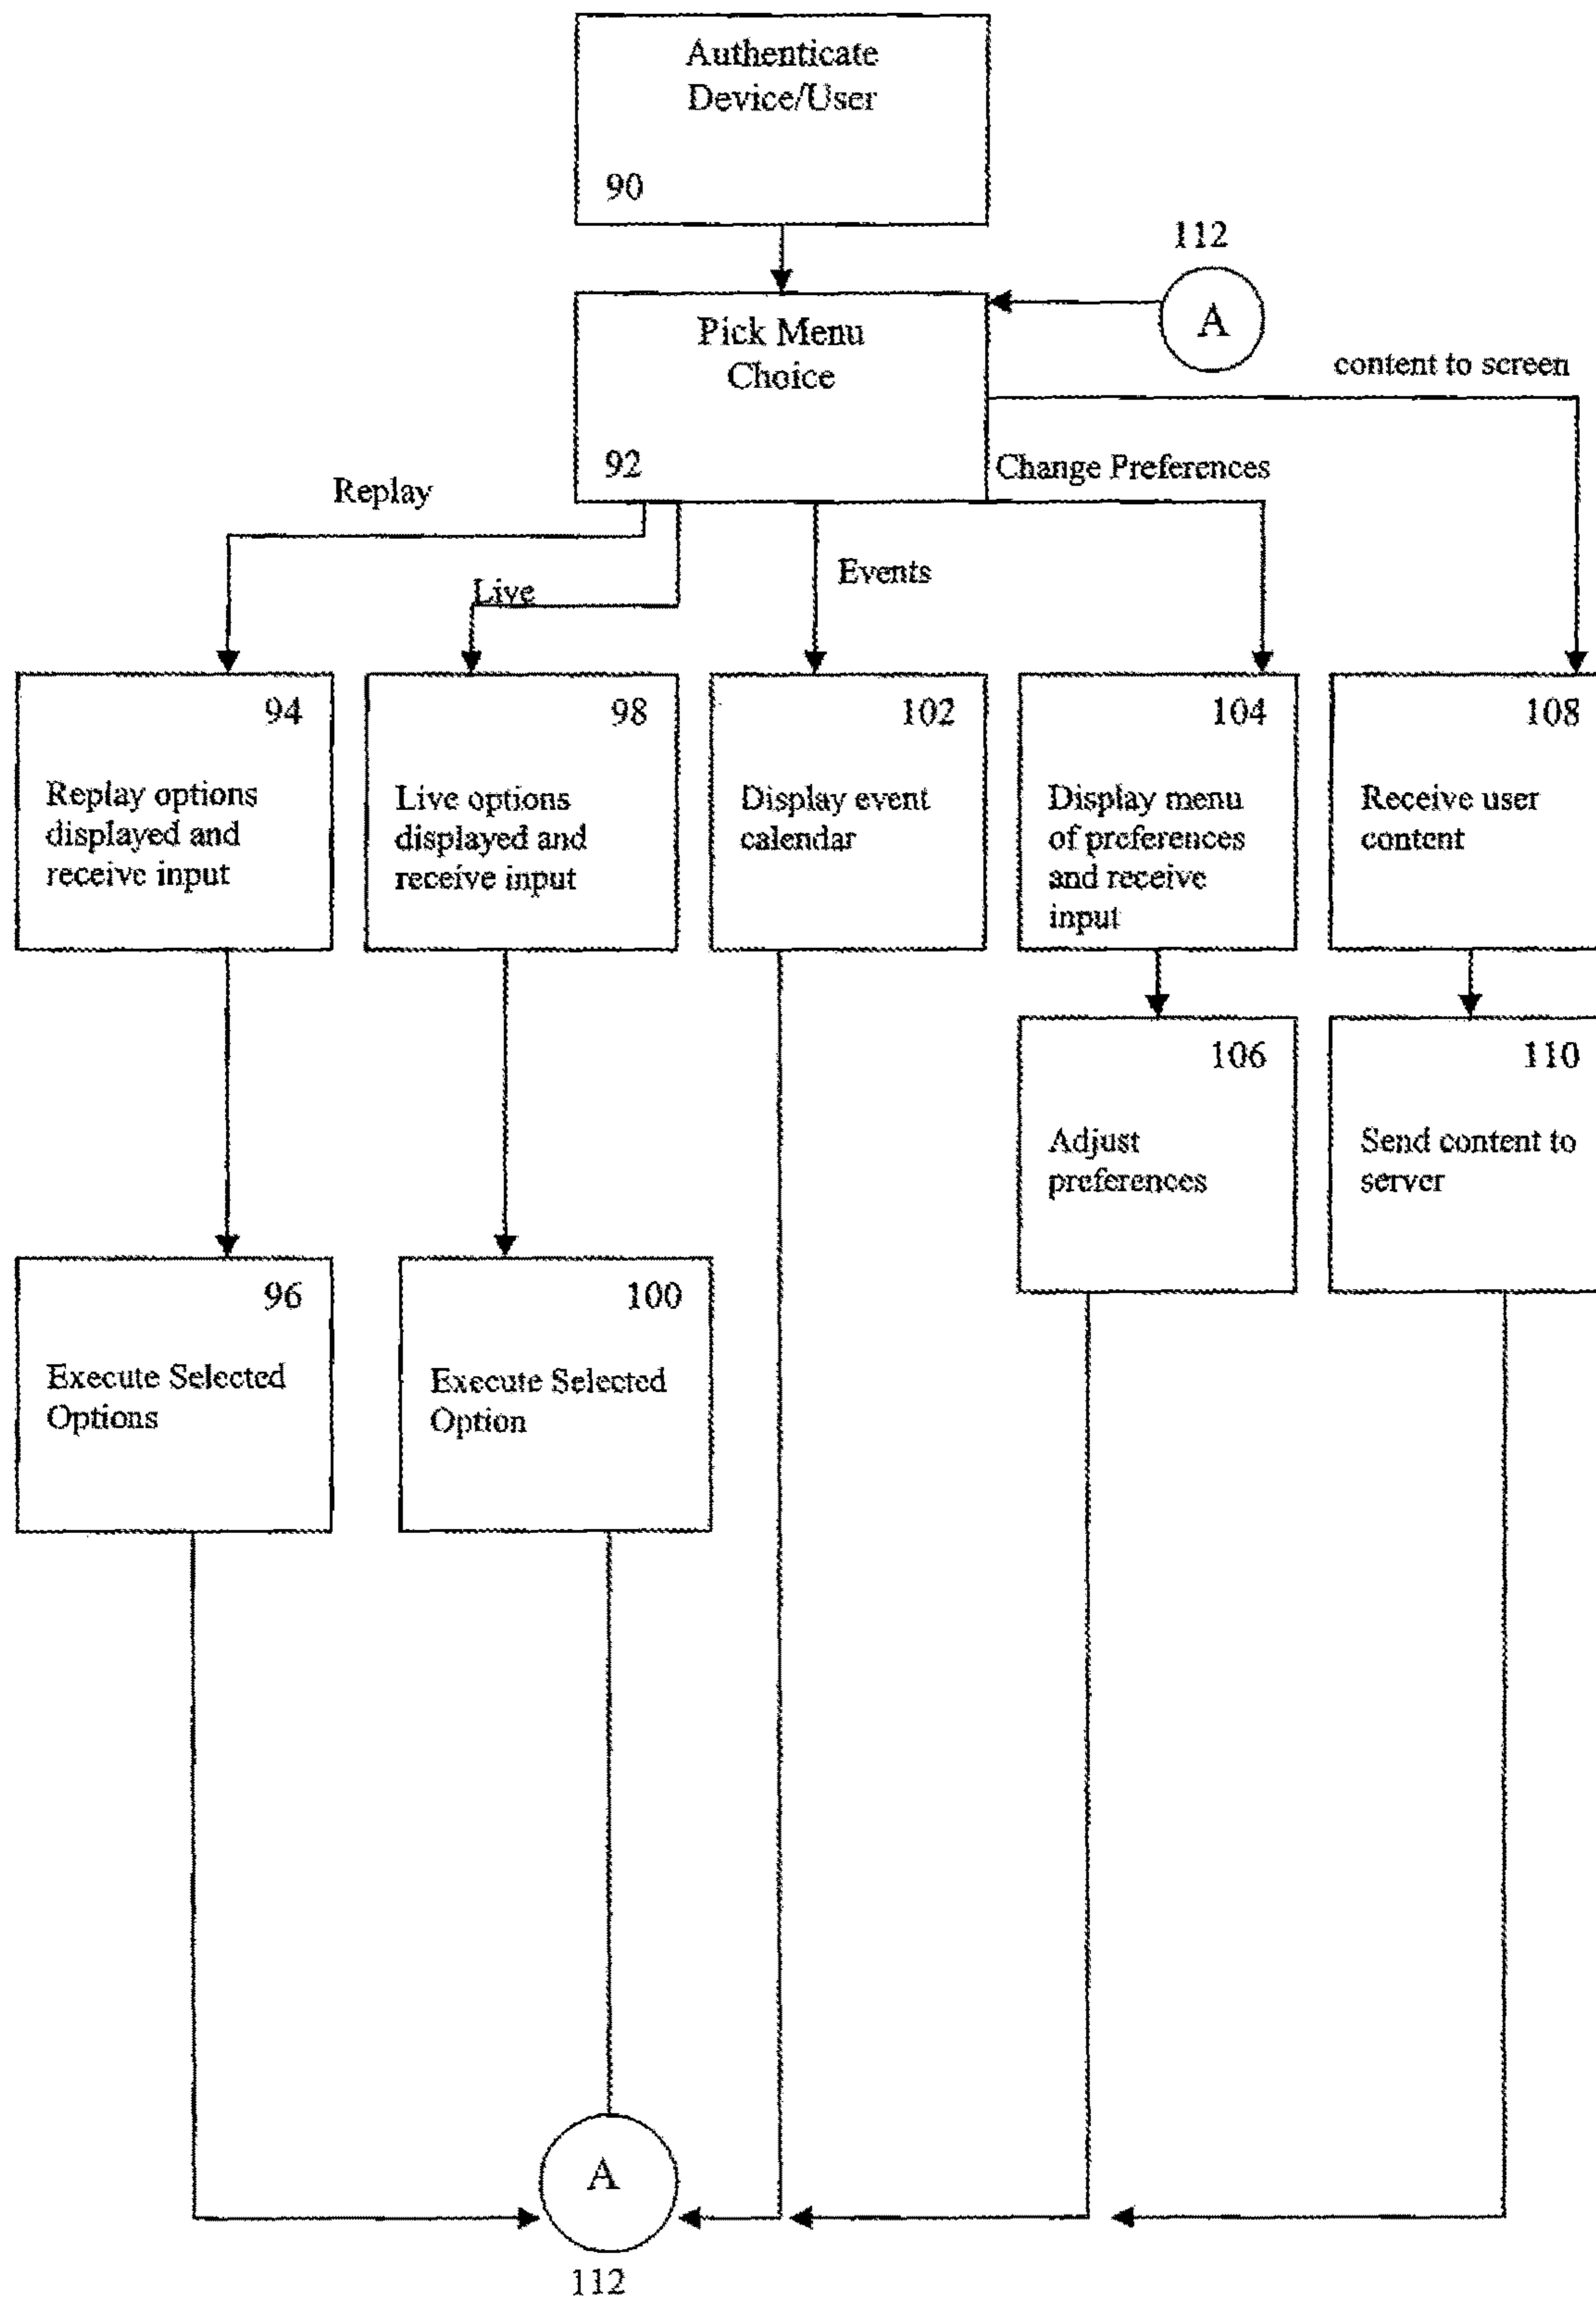 Authenticate
Device/User
90
112
A
Pick Menu
Choice
92
content to screen
Change Preferences
Replay
Live
Events
94
Replay options
displayed and
receive input
98
Live options
displayed and
receive input
102
Display event
calendar
104
Display menu
of preferences
and receive
input
108
Receive user
content
106
Adjust
preferences
110
Send content to
server
96
Execute Selected
Options
100
Execute Selected
Option
A
112